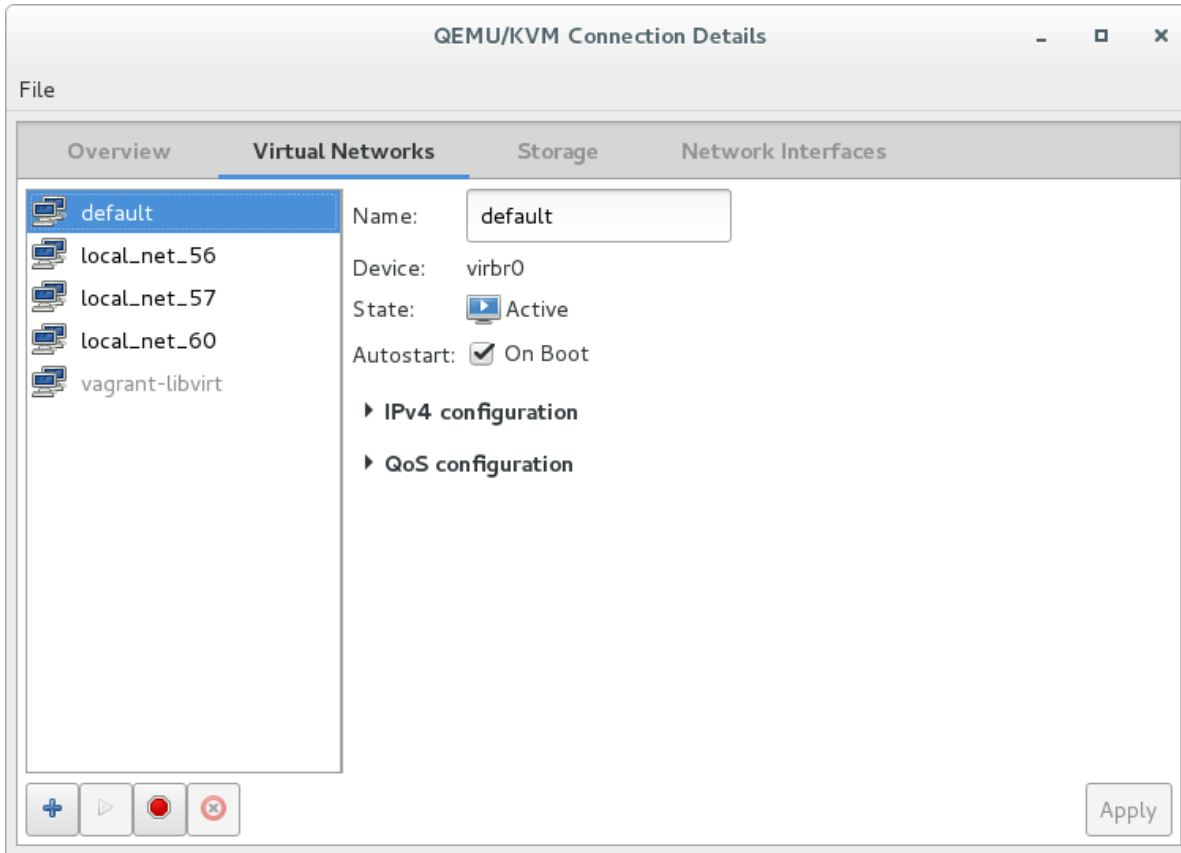 QEMU/KVM Connection Details
File
Overview Virtual Networks Storage Network Interfaces
default
local_net_56
local_net_57
local_net_60
vagrant-libvirt
Name: default
Device: virbr0
State: Active
Autostart: On Boot
IPv4 configuration
QoS configuration
Apply